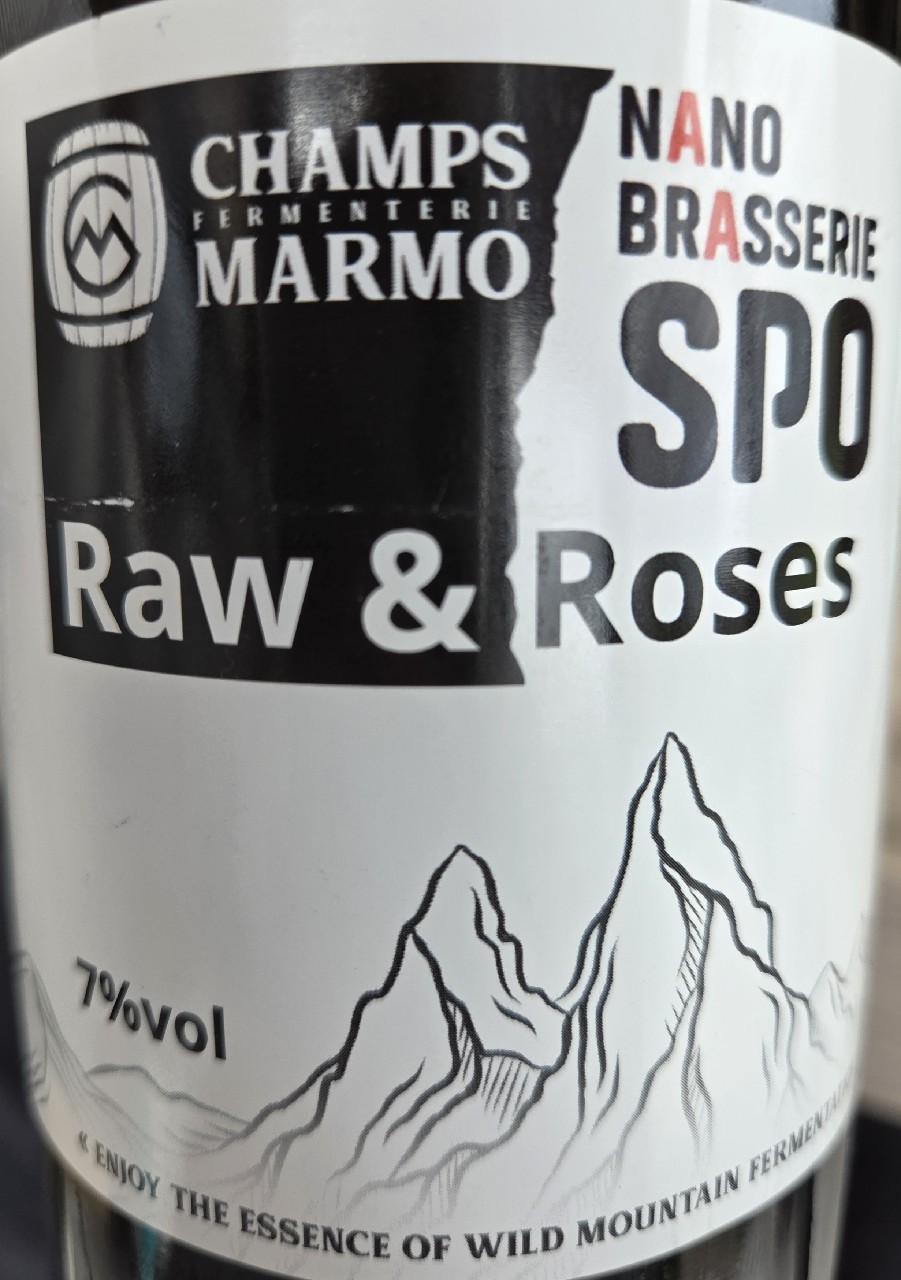 CHAMPS
FERMENTERIE
MARMO
NANO
BRASSERIE
SPO
Raw & Roses
7%vol
« ENJOY THE ESSENCE OF WILD MOUNTAIN